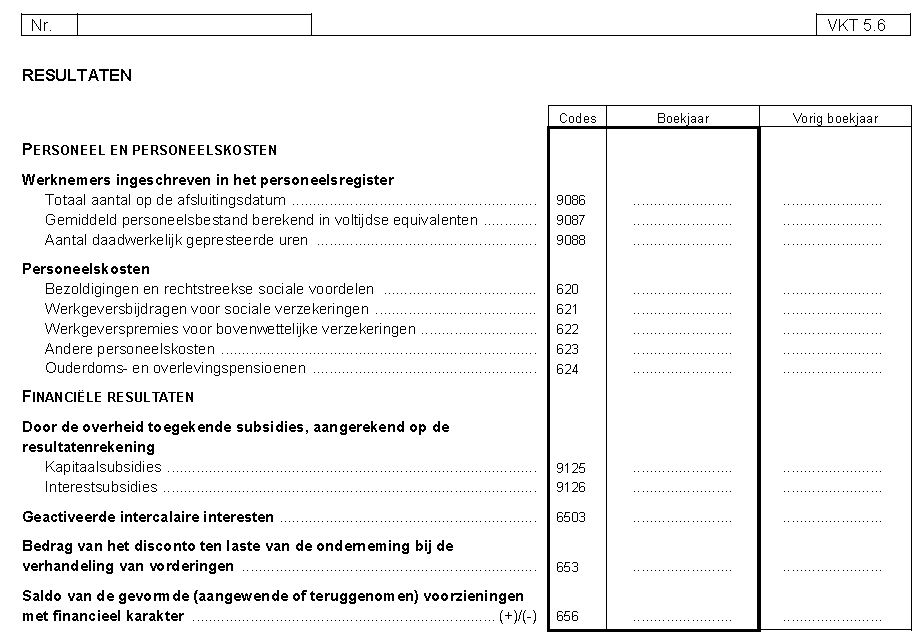 Nr. VKT 5.6
RESULTATEN
Codes Boekjaar Vorig boekjaar
PERSONEEL EN PERSONEELSKOSTEN
Werknemers ingeschreven in het personeelsregister
Totaal aantal op de afsluitingsdatum ........................ 9086 ........................ ........................
Gemiddeld personeelsbestand berekend in voltijdse equivalenten ............. 9087 ........................ ........................
Aantal daadwerkelijk gepresteerde uren ........................ 9088 ........................ ........................
Personeelskosten
Bezoldigingen en rechtstreekse sociale voordelen ........................ 620 ........................ ........................
Werkgeversbijdragen voor sociale verzekeringen ........................ 621 ........................ ........................
Werkgeverspremies voor bovenwettelijke verzekeringen ........................ 622 ........................ ........................
Andere personeelskosten ........................ 623 ........................ ........................
Ouderdoms- en overlevingspensioenen ........................ 624 ........................ ........................
FINANCIËLE RESULTATEN
Door de overheid toegekende subsidies, aangerekend op de
resultatenrekening
Kapitaalsubsidies ........................ 9125 ........................ ........................
Interestsubsidies ........................ 9126 ........................ ........................
Geactiveerde intercalaire interesten ........................ 6503 ........................ ........................
Bedrag van het disconto ten laste van de onderneming bij de
verhandeling van vorderingen ........................ 653 ........................ ........................
Saldo van de gevormde (aangewende of teruggenomen) voorzieningen
met financieel karakter ........................ (+)/(-) 656 ........................ ........................